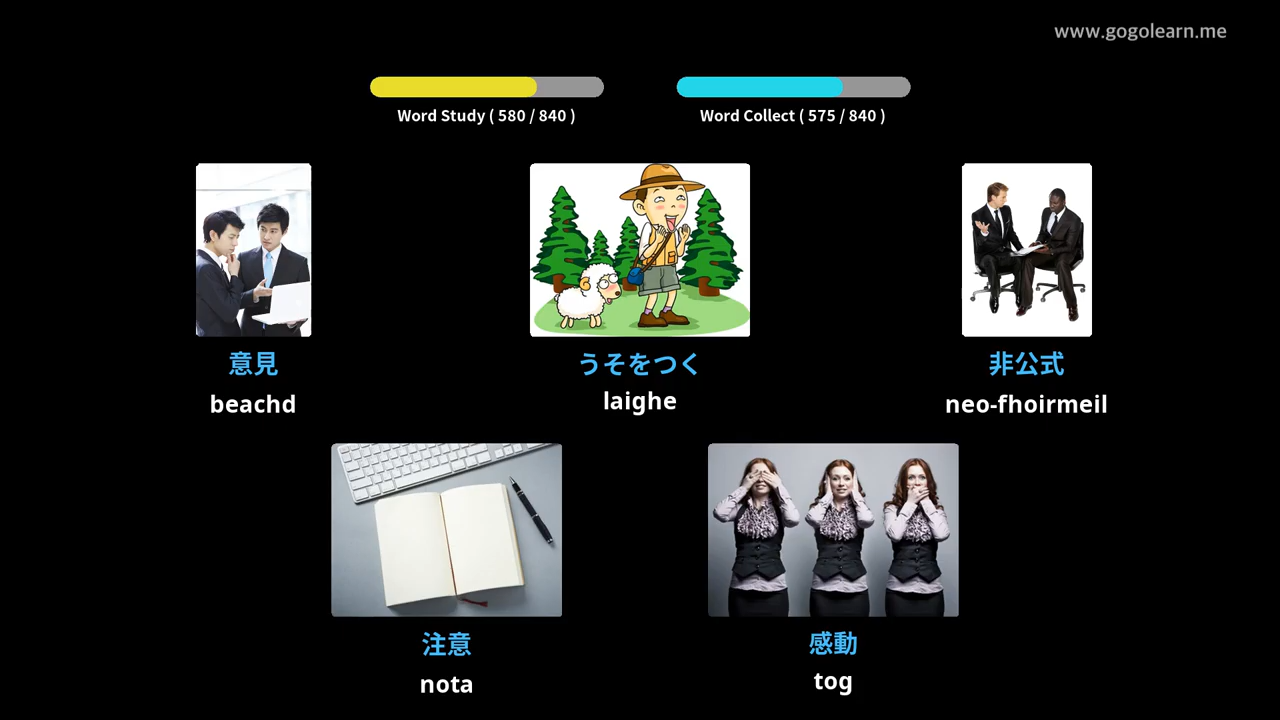 www.gogolearn.me
Word Study ( 580 / 840 )
Word Collect ( 575 / 840 )
意見
beachd
うそをつく
laighe
非公式
neo-fhoirmeil
注意
nota
感動
tog